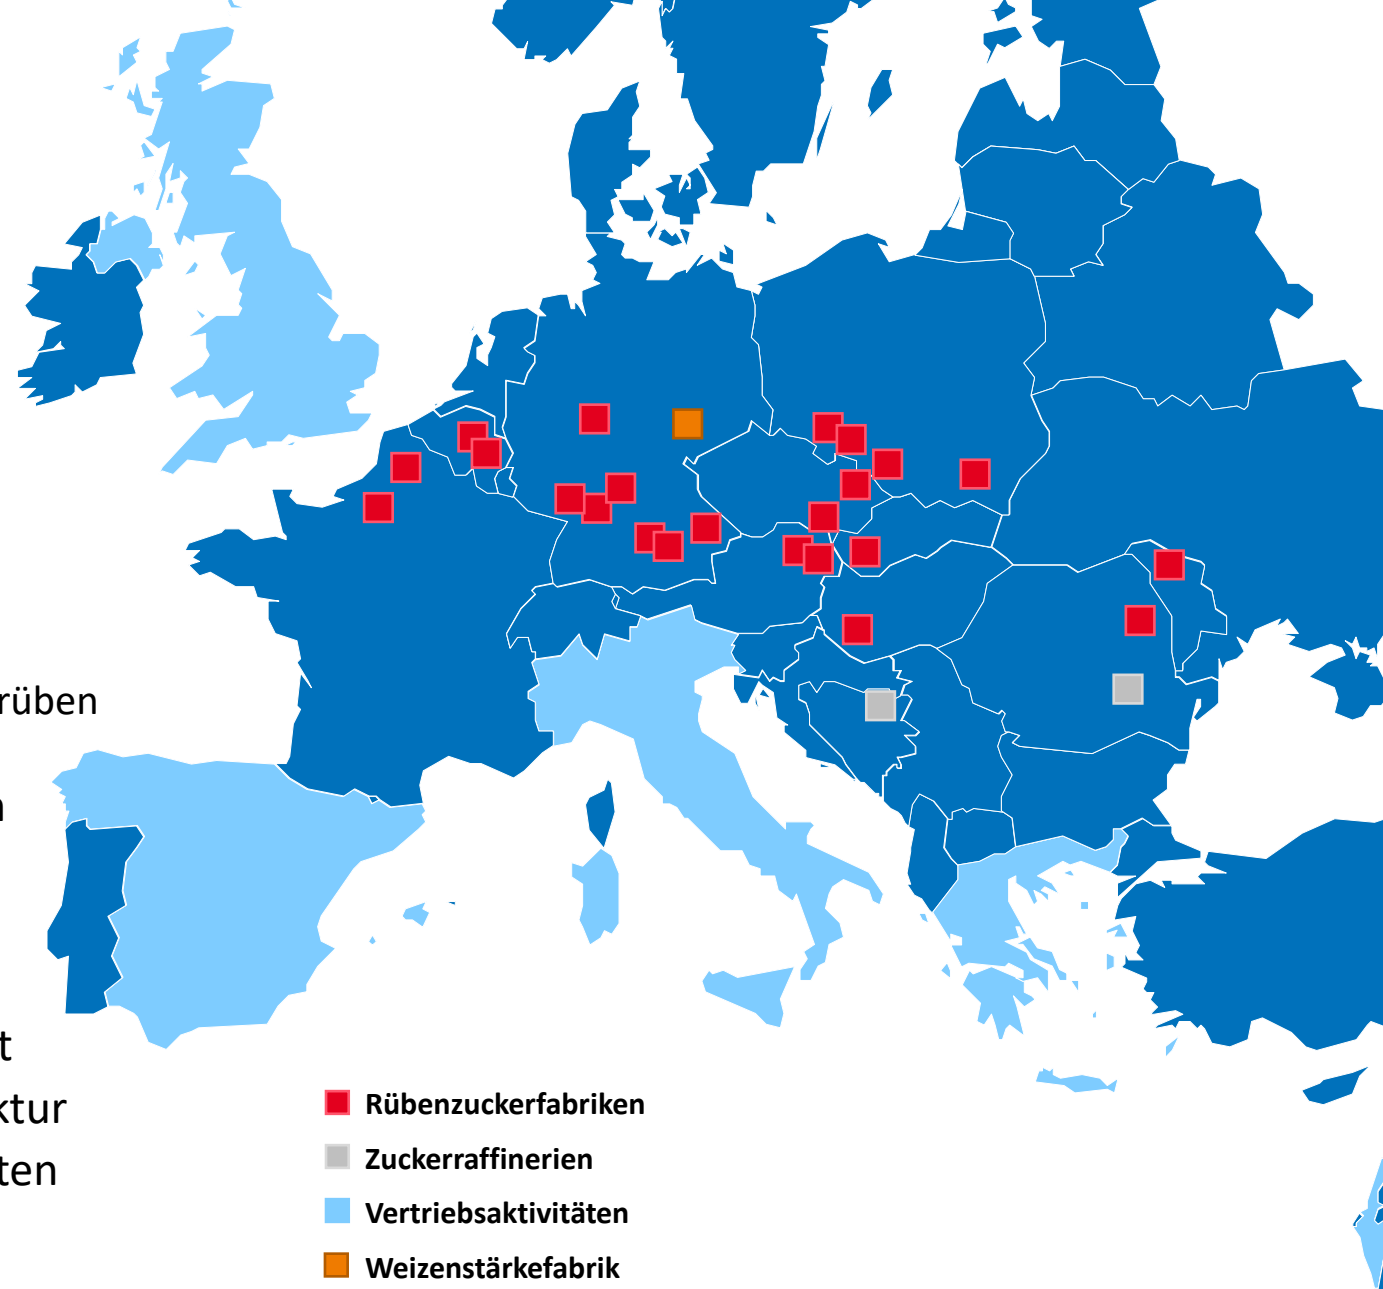 rüben
n
t
ktur
ten
Rübenzuckerfabriken
Zuckerraffinerien
Vertriebsaktivitäten
Weizenstärkefabrik